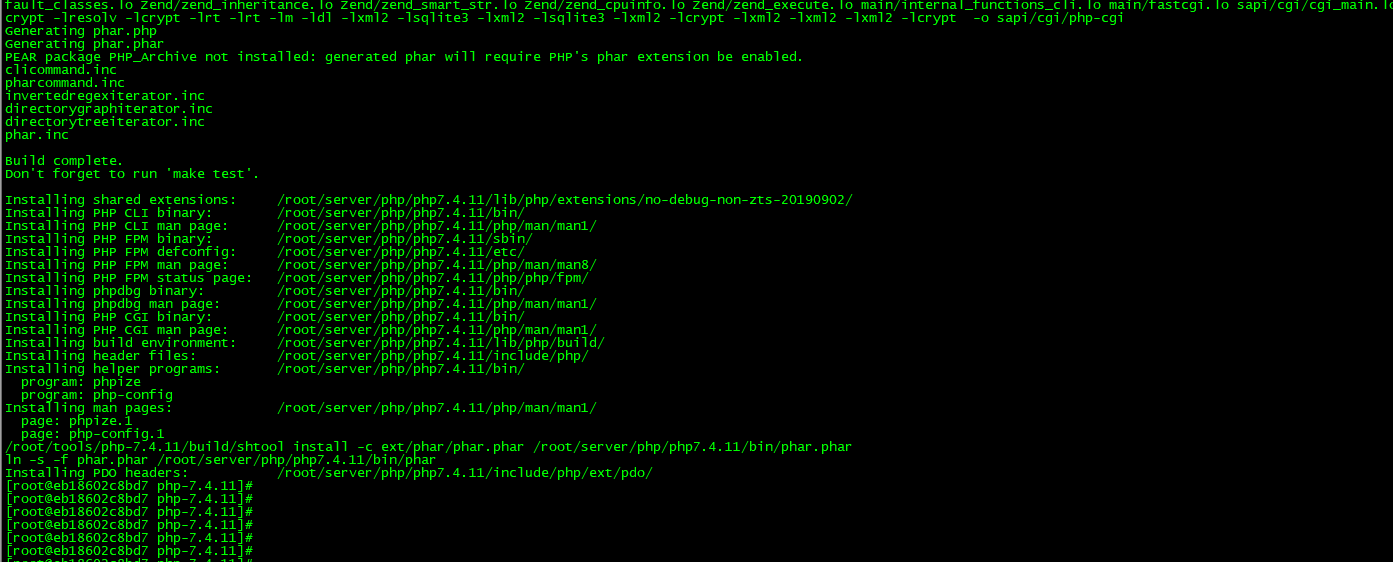 fault_classes.lo Zend/zend_inheritance.lo Zend/zend_smart_str.lo Zend/zend_cpuinfo.lo Zend/zend_execute.lo main/internal_functions_cli.lo main/fastcgi.lo sapi/cgi/cgi_main.lo
crypt -lresolv -lcrypt -lrt -lrt -lm -ldl -lxml2 -lsqlite3 -lxml2 -lsqlite3 -lxml2 -lcrypt -lxml2 -lxml2 -lxml2 -lcrypt  -o sapi/cgi/php-cgi
Generating phar.php
Generating phar.phar
PEAR package PHP_Archive not installed: generated phar will require PHP's phar extension be enabled.
clicommand.inc
pharcommand.inc
invertedregexiterator.inc
directorygraphiterator.inc
directorytreeiterator.inc
phar.inc

Build complete.
Don't forget to run 'make test'.

Installing shared extensions:     /root/server/php/php7.4.11/lib/php/extensions/no-debug-non-zts-20190902/
Installing PHP CLI binary:        /root/server/php/php7.4.11/bin/
Installing PHP CLI man page:      /root/server/php/php7.4.11/php/man/man1/
Installing PHP FPM binary:        /root/server/php/php7.4.11/sbin/
Installing PHP FPM defconfig:     /root/server/php/php7.4.11/etc/
Installing PHP FPM man page:      /root/server/php/php7.4.11/php/man/man8/
Installing PHP FPM status page:   /root/server/php/php7.4.11/php/php/fpm/
Installing phpdbg binary:         /root/server/php/php7.4.11/bin/
Installing phpdbg man page:       /root/server/php/php7.4.11/php/man/man1/
Installing PHP CGI binary:        /root/server/php/php7.4.11/bin/
Installing PHP CGI man page:      /root/server/php/php7.4.11/php/man/man1/
Installing build environment:     /root/server/php/php7.4.11/lib/php/build/
Installing header files:          /root/server/php/php7.4.11/include/php/
Installing helper programs:       /root/server/php/php7.4.11/bin/
  program: phpize
  program: php-config
Installing man pages:             /root/server/php/php7.4.11/php/man/man1/
  page: phpize.1
  page: php-config.1
/root/tools/php-7.4.11/build/shtool install -c ext/phar/phar.phar /root/server/php/php7.4.11/bin/phar.phar
ln -s -f phar.phar /root/server/php/php7.4.11/bin/phar
Installing PDO headers:           /root/server/php/php7.4.11/include/php/ext/pdo/
[root@eb18602c8bd7 php-7.4.11]#
[root@eb18602c8bd7 php-7.4.11]#
[root@eb18602c8bd7 php-7.4.11]#
[root@eb18602c8bd7 php-7.4.11]#
[root@eb18602c8bd7 php-7.4.11]#
[root@eb18602c8bd7 php-7.4.11]#
[root@eb18602c8bd7 php-7.4.11]#